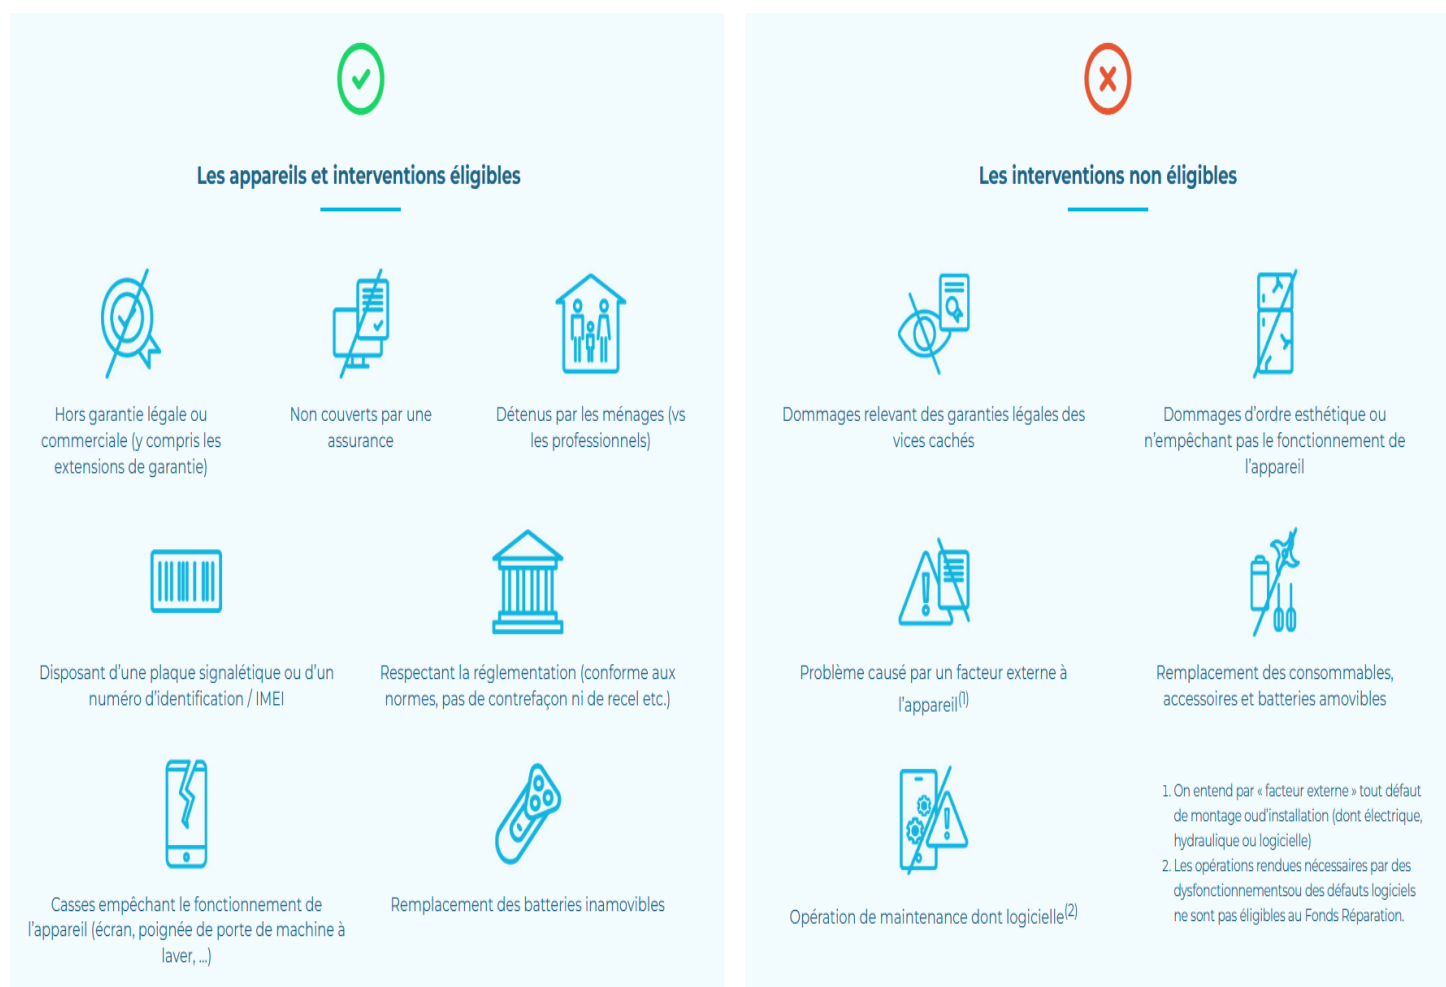 Les appareils et interventions éligibles
Hors garantie légale ou
commerciale (y compris les
extensions de garantie)
Non couverts par une
assurance
Détenus par les ménages (vs
les professionnels)
Disposant d'une plaque signalétique ou d'un
numéro d'identification / IMEI
Respectant la réglementation (conforme aux
normes, pas de contrefaçon ni de recel etc.)
Casses empêchant le fonctionnement de
l'appareil (écran, poignée de porte de machine à
laver, ...)
Remplacement des batteries inamovibles
Les interventions non éligibles
Dommages relevant des garanties légales des
vices cachés
Dommages d'ordre esthétique ou
n'empêchant pas le fonctionnement de
l'appareil
Problème causé par un facteur externe à
l'appareil(1)
Remplacement des consommables,
accessoires et batteries amovibles
Opération de maintenance dont logicielle(2)
1. On entend par « facteur externe » tout défaut
de montage oud'installation (dont électrique,
hydraulique ou logicielle)
2. Les opérations rendues nécessaires par des
dysfonctionnementsou des défauts logiciels
ne sont pas éligibles au Fonds Réparation.